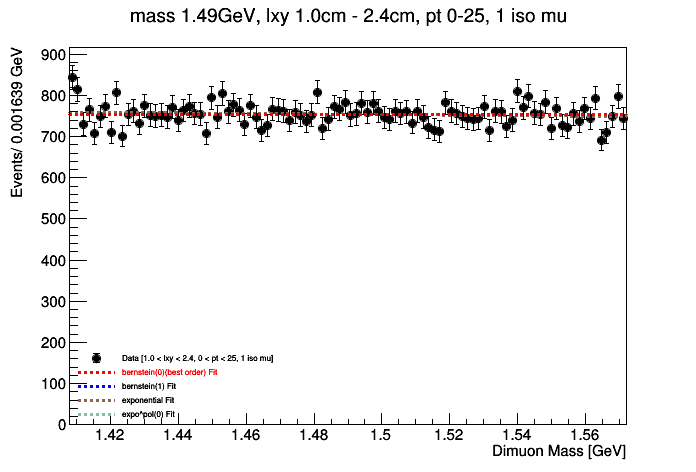 mass 1.49GeV, lxy 1.0cm - 2.4cm, pt 0-25, 1 iso mu
Events/ 0.001639 GeV
900
800
700
600
500
400
300
200
100
0
Data [1.0 < lxy < 2.4, 0 < pt < 25, 1 iso mu]
bernstein(0)(best order) Fit
bernstein(1) Fit
exponential Fit
expo*pol(0) Fit
1.42 1.44 1.46 1.48 1.5 1.52 1.54 1.56
Dimuon Mass [GeV]